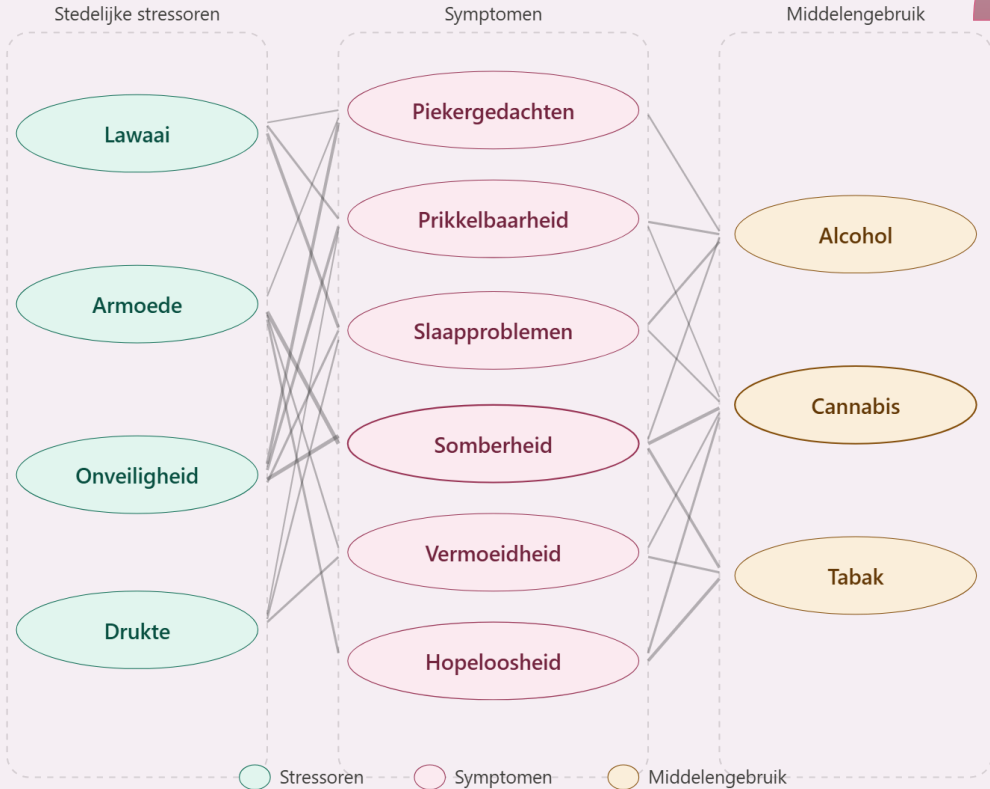 Stedelijke stressoren
Symptomen
Middelengebruik
Lawaai
Armoede
Onveiligheid
Drukte
Piekergedachten
Prikkelbaarheid
Slaapproblemen
Somberheid
Vermoeidheid
Hopeloosheid
Alcohol
Cannabis
Tabak
Stressoren
Symptomen
Middelengebruik